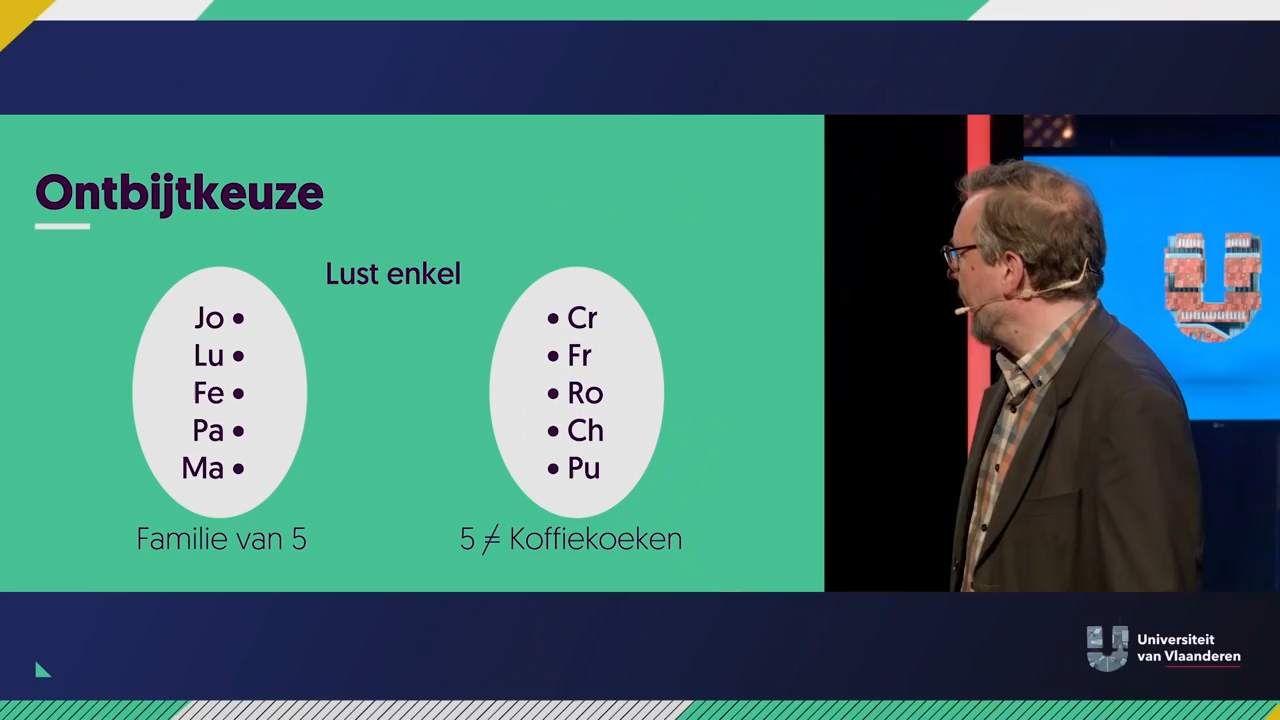 Ontbijtkeuze
Lust enkel
Jo •
Lu •
Fe •
Pa •
Ma •
• Cr
• Fr
• Ro
• Ch
• Pu
Familie van 5
5 ≠ Koffiekoeken
Universiteit
van Vlaanderen